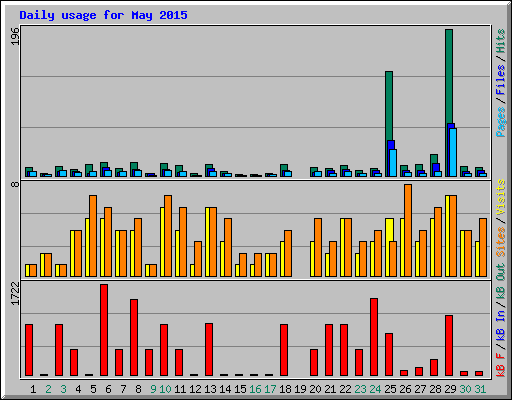 Daily usage for May 2015
196
Pages / Files / Hits
8
Sites / Visits
1722
kB F / kB In / kB Out
1 2 3 4 5 6 7 8 9 10 11 12 13 14 15 16 17 18 19 20 21 22 23 24 25 26 27 28 29 30 31